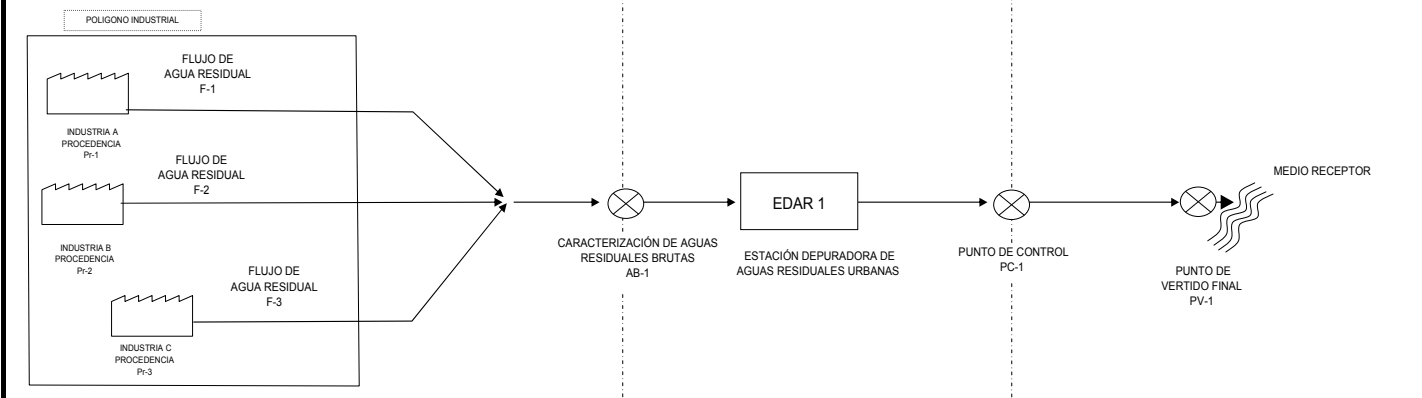 POLIGONO INDUSTRIAL
FLUJO DE
AGUA RESIDUAL
F-1
INDUSTRIA A
PROCEDENCIA
Pr-1
FLUJO DE
AGUA RESIDUAL
F-2
INDUSTRIA B
PROCEDENCIA
Pr-2
FLUJO DE
AGUA RESIDUAL
F-3
INDUSTRIA C
PROCEDENCIA
Pr-3
CARACTERIZACIÓN DE AGUAS
RESIDUALES BRUTAS
AB-1
EDAR 1
ESTACIÓN DEPURADORA DE
AGUAS RESIDUALES URBANAS
PUNTO DE CONTROL
PC-1
MEDIO RECEPTOR
PUNTO DE
VERTIDO FINAL
PV-1